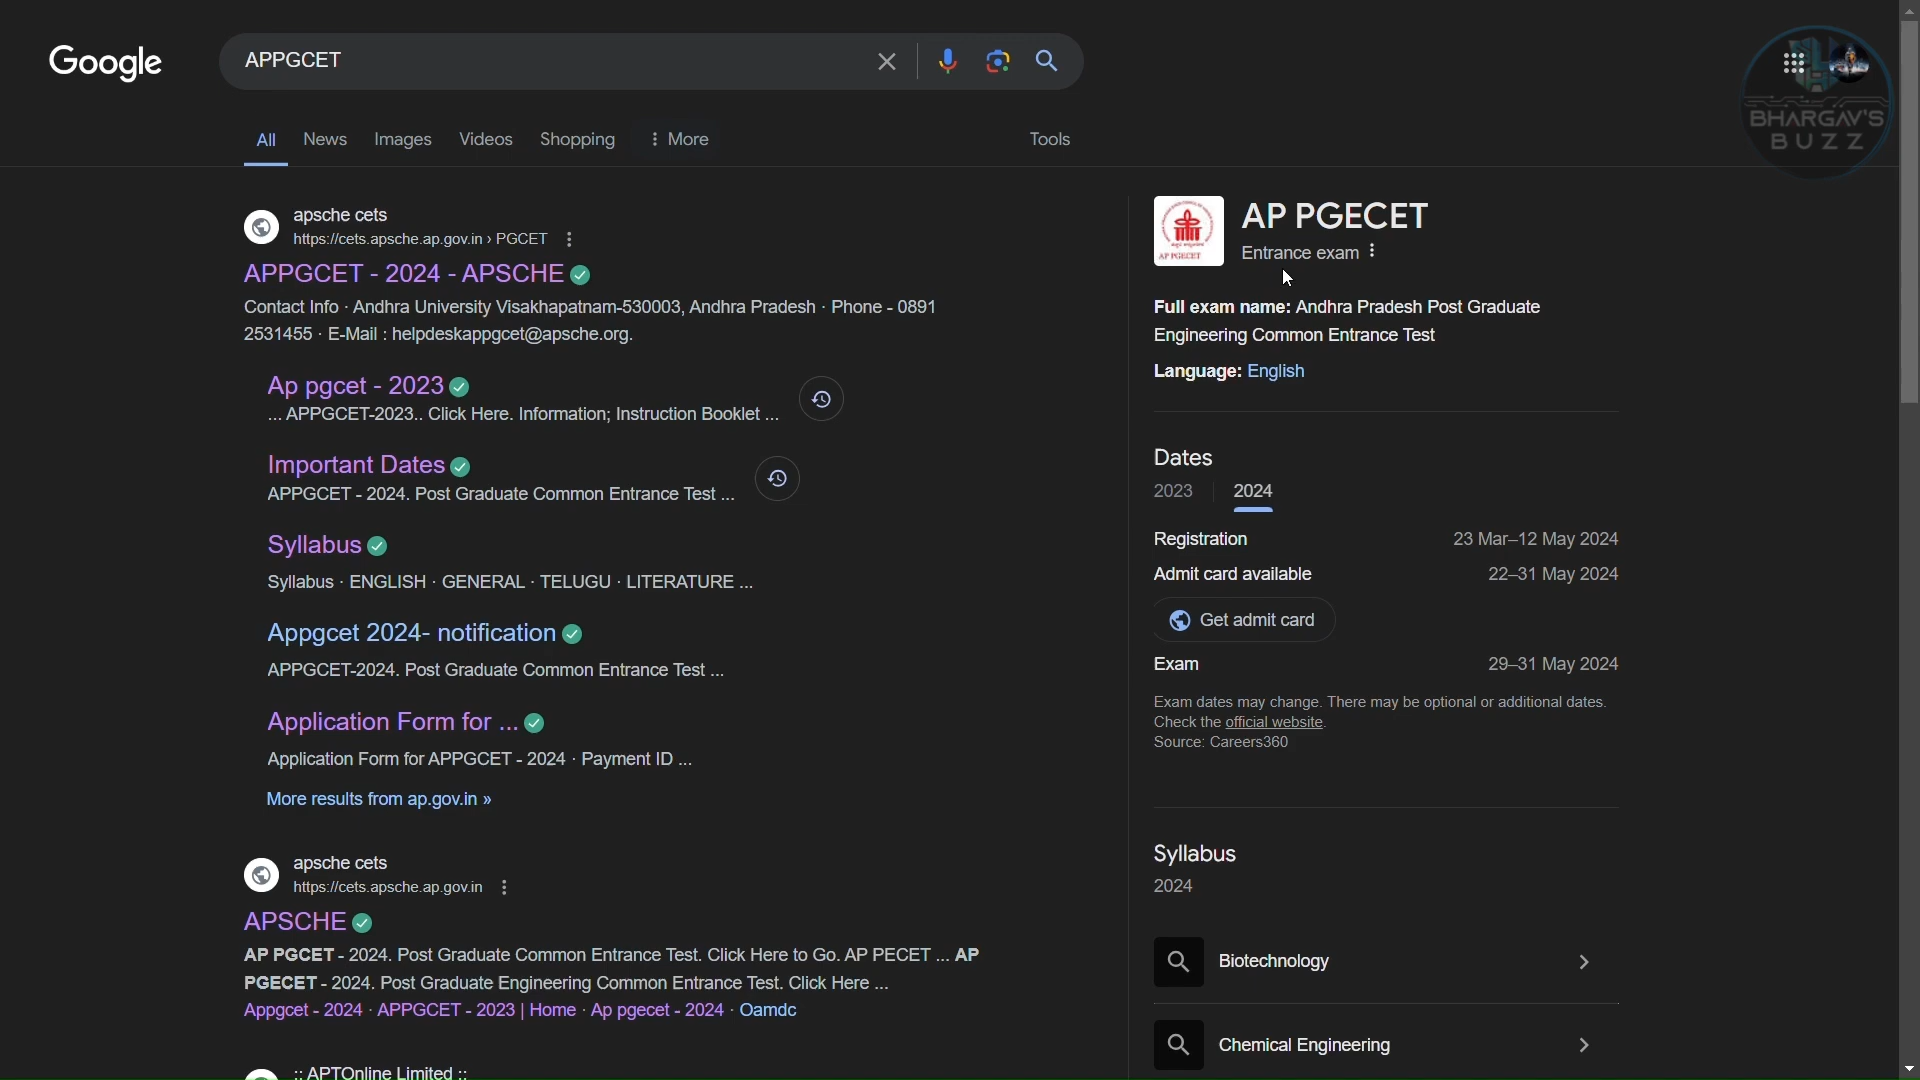 Google
APPGCET
All
News
Images
Videos
Shopping
More
Tools
BHARGAV'S
BUZZ
apsche cets
https://cets.apsche.ap.gov.in › PGCET
APPGCET - 2024 - APSCHE
Contact Info · Andhra University Visakhapatnam-530003, Andhra Pradesh · Phone - 0891
2531455 · E-Mail : helpdeskappgcet@apsche.org.
Ap pgcet - 2023
... APPGCET-2023.. Click Here. Information; Instruction Booklet ...
Important Dates
APPGCET - 2024. Post Graduate Common Entrance Test ...
Syllabus
Syllabus · ENGLISH · GENERAL · TELUGU · LITERATURE ...
Appgcet 2024- notification
APPGCET-2024. Post Graduate Common Entrance Test ...
Application Form for ...
Application Form for APPGCET - 2024 · Payment ID ...
More results from ap.gov.in »
apsche cets
https://cets.apsche.ap.gov.in
APSCHE
AP PGCET - 2024. Post Graduate Common Entrance Test. Click Here to Go. AP PECET ... AP
PGECET - 2024. Post Graduate Engineering Common Entrance Test. Click Here ...
Appgcet - 2024 · APPGCET - 2023 | Home · Ap pgecet - 2024 · Oamdc
:: APTOnline Limited ::
AP PGECET
AP PGECET
Entrance exam
Full exam name: Andhra Pradesh Post Graduate
Engineering Common Entrance Test
Language: English
Dates
2023
2024
Registration 23 Mar–12 May 2024
Admit card available 22–31 May 2024
Get admit card
Exam 29–31 May 2024
Exam dates may change. There may be optional or additional dates.
Check the official website.
Source: Careers360
Syllabus
2024
Biotechnology
Chemical Engineering